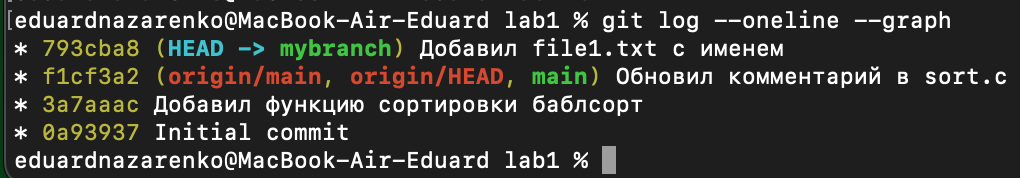 [eduardnazarenko@MacBook-Air-Eduard lab1 % git log --oneline --graph
* 793cba8 (HEAD -> mybranch) Добавил file1.txt с именем
* f1cf3a2 (origin/main, origin/HEAD, main) Обновил комментарий в sort.c
* 3a7aaac Добавил функцию сортировки баблсорт
* 0a93937 Initial commit
eduardnazarenko@MacBook-Air-Eduard lab1 %